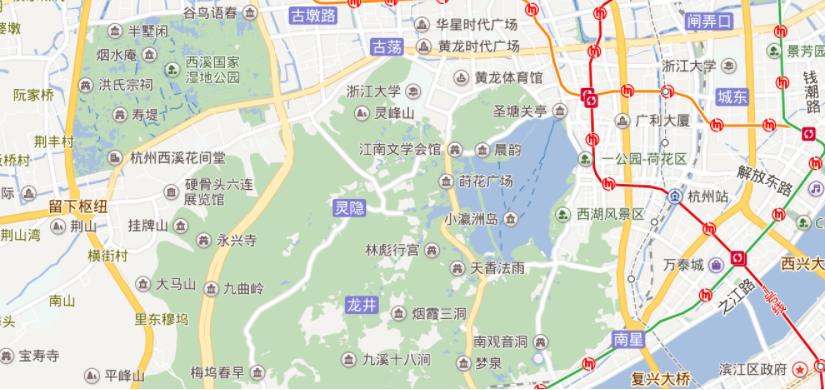 谷鸟语春
古墩路
华星时代广场
闸弄口
半墅闲
烟水庵
西溪国家
湿地公园
古荡
黄龙时代广场
景芳
洪氏宗祠
黄龙体育馆
浙江大学
钱潮路
阮家桥
寿堤
浙江大学
灵峰山
圣塘关亭
城东
广利大厦
荆丰村
板桥村
杭州西溪花间堂
江南文学会馆
晨韵
一公园-荷花区
解放东路
硬骨头六连
展览馆
莳花广场
际
留下枢纽
灵隐
小瀛洲岛
西湖风景区
杭州站
荆山湾
荆山
挂牌山
永兴寺
横街村
林彪行宫
天香法雨
万泰城
西兴大
大马山
九曲岭
之江路
南山
里东穆坞
龙井
烟霞三洞
1号线
头
南观音洞
南星
宝寿寺
平峰山
梅坞春早
九溪十八涧
梦泉
复兴大桥
滨江区政府